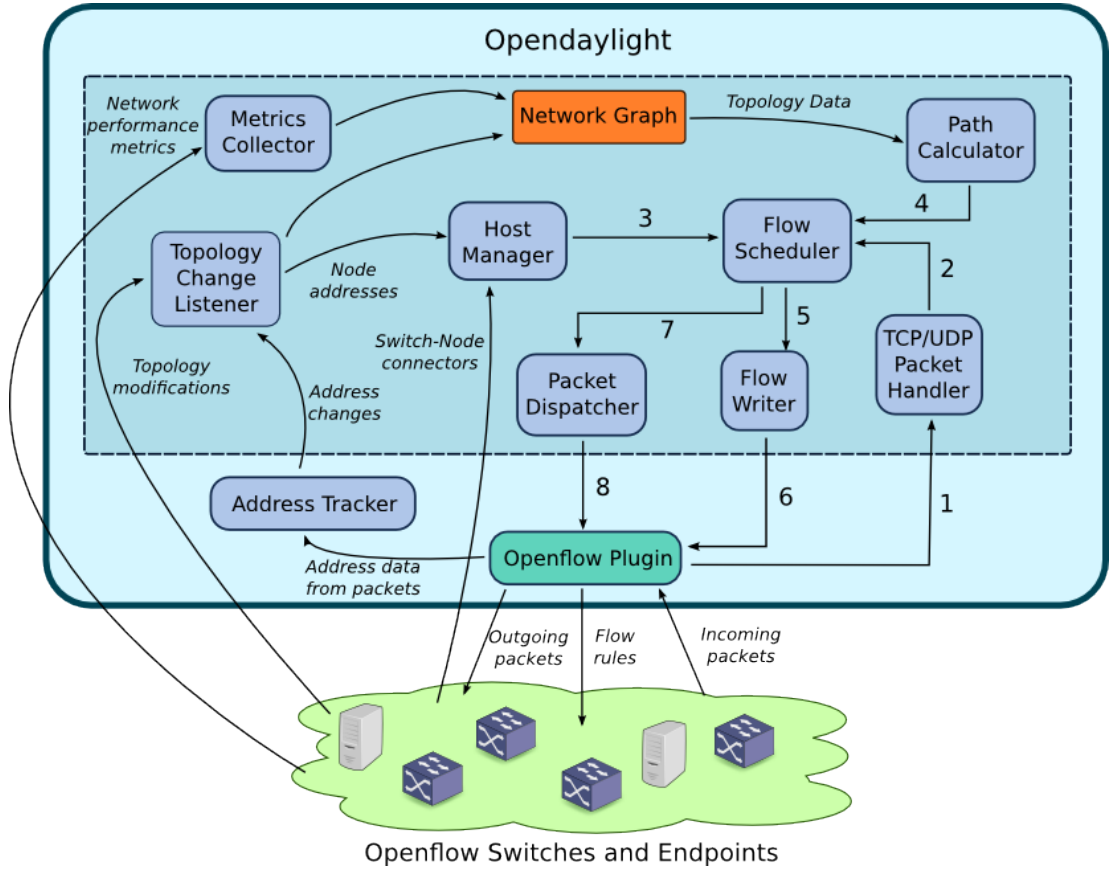 Opendaylight
Network
performance
metrics
Metrics
Collector
Network Graph
Topology Data
Path
Calculator
4
Host
Manager
3
Flow
Scheduler
2
Topology
Change
Listener
Node
addresses
7
5
Switch-Node
connectors
TCP/UDP
Packet
Handler
Topology
modifications
Address
changes
Packet
Dispatcher
Flow
Writer
8
6
1
Address Tracker
Openflow Plugin
Address data
from packets
Outgoing
packets
Flow
rules
Incoming
packets
Openflow Switches and Endpoints